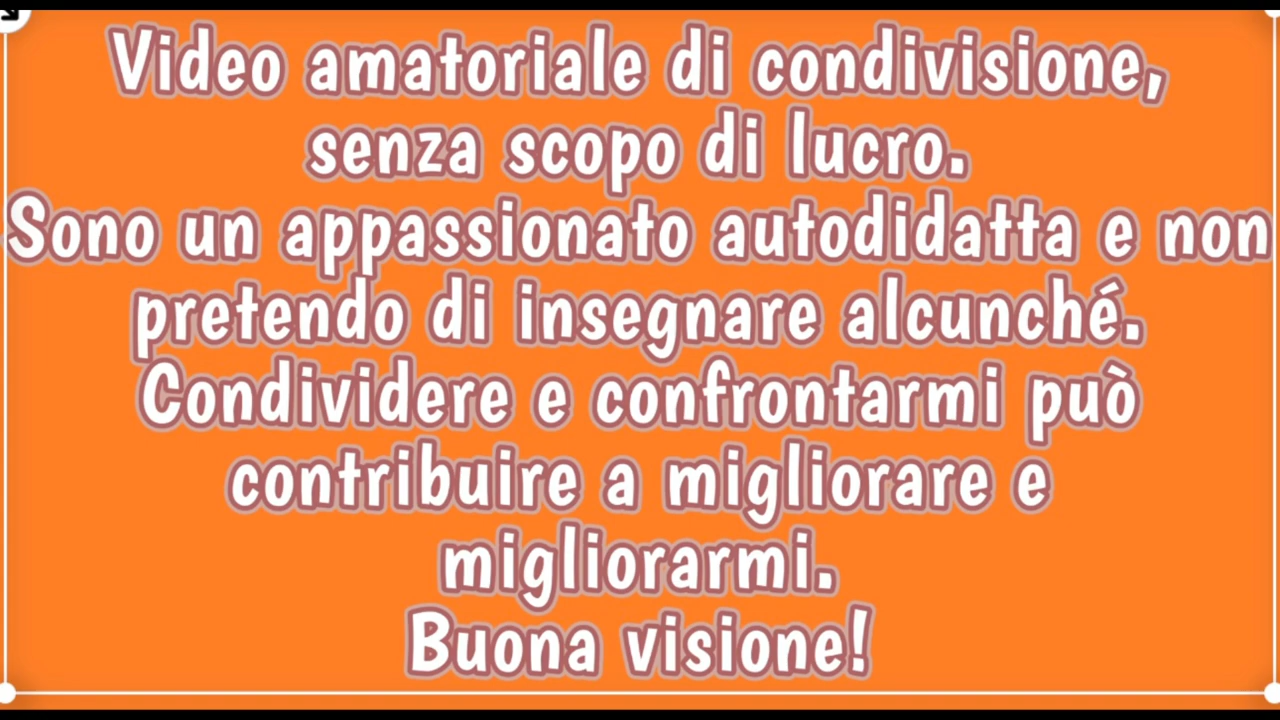 Video amatoriale di condivisione,
senza scopo di lucro.
Sono un appassionato autodidatta e non
pretendo di insegnare alcunché.
Condividere e confrontarmi può
contribuire a migliorare e
migliorarmi.
Buona visione!